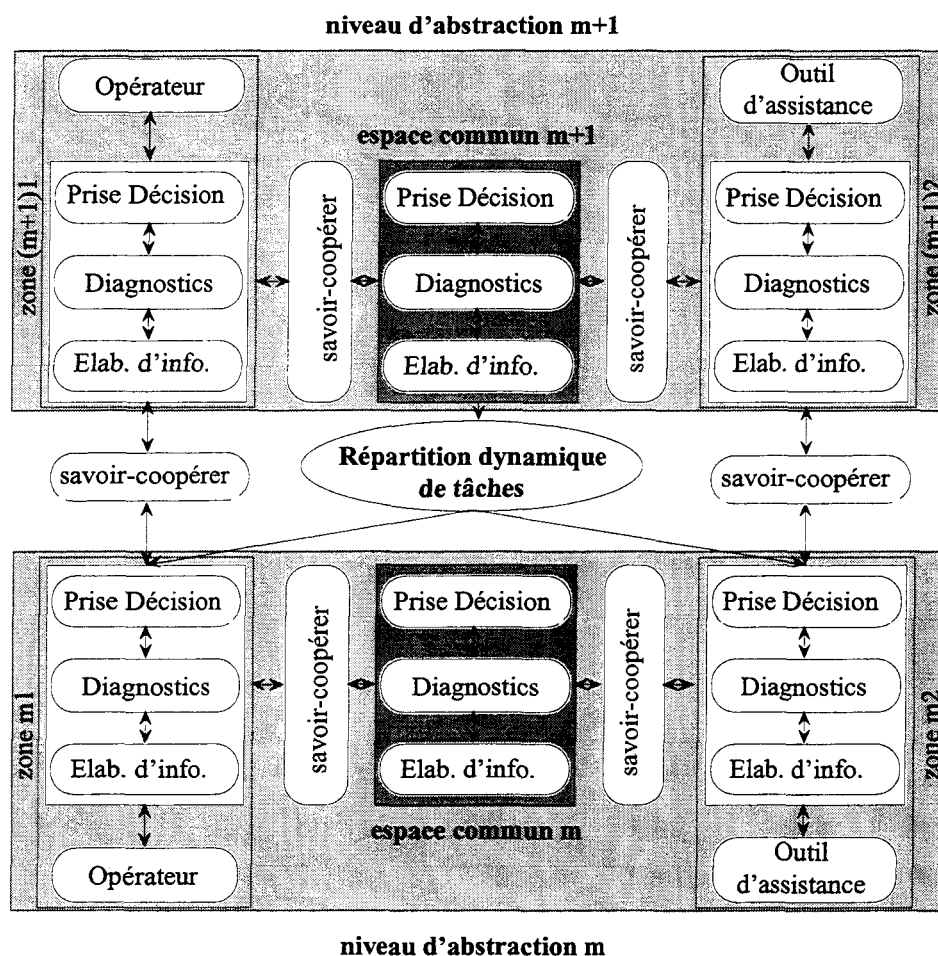 niveau d'abstraction m+1
Opérateur
Outil
d'assistance
espace commun m+1
zone (m+1)1
Prise Décision
Diagnostics
Elab. d'info.
savoir-coopérer
Prise Décision
Diagnostics
Elab. d'info.
savoir-coopérer
Prise Décision
Diagnostics
Elab. d'info.
zone (m+1)2
savoir-coopérer
Répartition dynamique
de tâches
savoir-coopérer
zone m1
Prise Décision
Diagnostics
Elab. d'info.
savoir-coopérer
Prise Décision
Diagnostics
Elab. d'info.
savoir-coopérer
Prise Décision
Diagnostics
Elab. d'info.
zone m2
espace commun m
Opérateur
Outil
d'assistance
niveau d'abstraction m